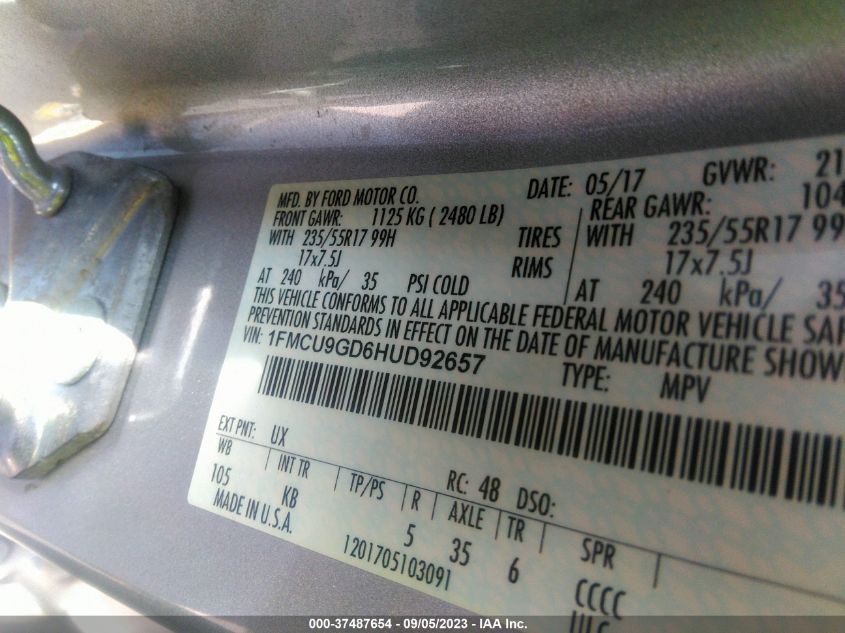 MFD. BY FORD MOTOR CO. DATE: 05/17 GVWR: 21
FRONT GAWR: 1125 KG ( 2480 LB) REAR GAWR: 104
WITH 235/55R17 99H TIRES WITH 235/55R17 99
17x7.5J RIMS 17x7.5J
AT 240 kPa/ 35 PSI COLD AT 240 kPa/ 35
THIS VEHICLE CONFORMS TO ALL APPLICABLE FEDERAL MOTOR VEHICLE SAF
PREVENTION STANDARDS IN EFFECT ON THE DATE OF MANUFACTURE SHOW
VIN: 1FMCU9GD6HUD92657 TYPE: MPV
EXT PNT: UX RC: 48 DSO:
WB INT TR TP/PS R AXLE TR SPR
105 KB 5 35 6 CCCC
MADE IN U.S.A. 1201705103091
000-37487654 - 09/05/2023 - IAA Inc.